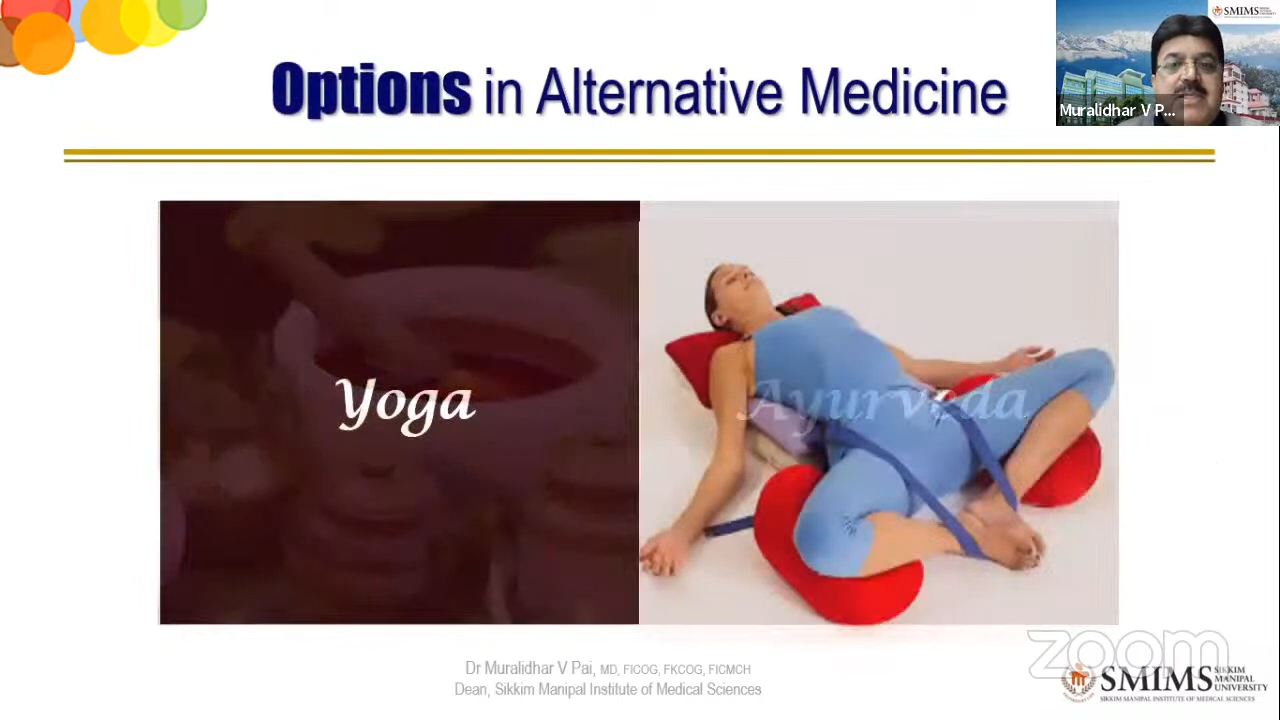 Options in Alternative Medicine
SMIMS
Muralidhar V P...
Yoga
Ayurveda
zoom
Dr Muralidhar V Pai, MD, FICOG, FKCOG, FICMCH
Dean, Sikkim Manipal Institute of Medical Sciences
SMIMS
SIKKIM
MANIPAL
UNIVERSITY
SIKKIM MANIPAL INSTITUTE OF MEDICAL SCIENCES